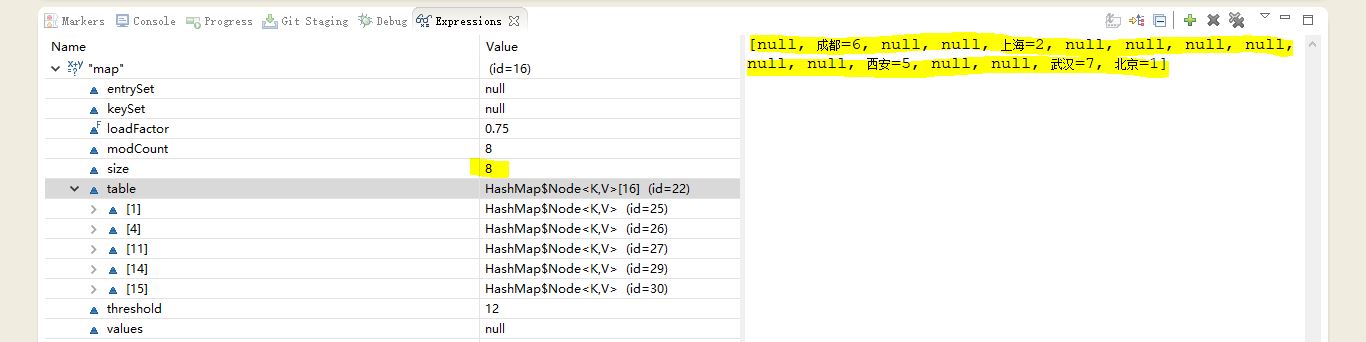 Markers Console Progress Git Staging Debug Expressions
Name Value
"map" (id=16)
entrySet null
keySet null
loadFactor 0.75
modCount 8
size 8
table HashMap$Node<K,V>[16] (id=22)
[1] HashMap$Node<K,V> (id=25)
[4] HashMap$Node<K,V> (id=26)
[11] HashMap$Node<K,V> (id=27)
[14] HashMap$Node<K,V> (id=29)
[15] HashMap$Node<K,V> (id=30)
threshold 12
values null
[null, 成都=6, null, null, 上海=2, null, null, null, null,
null, null, 西安=5, null, null, 武汉=7, 北京=1]